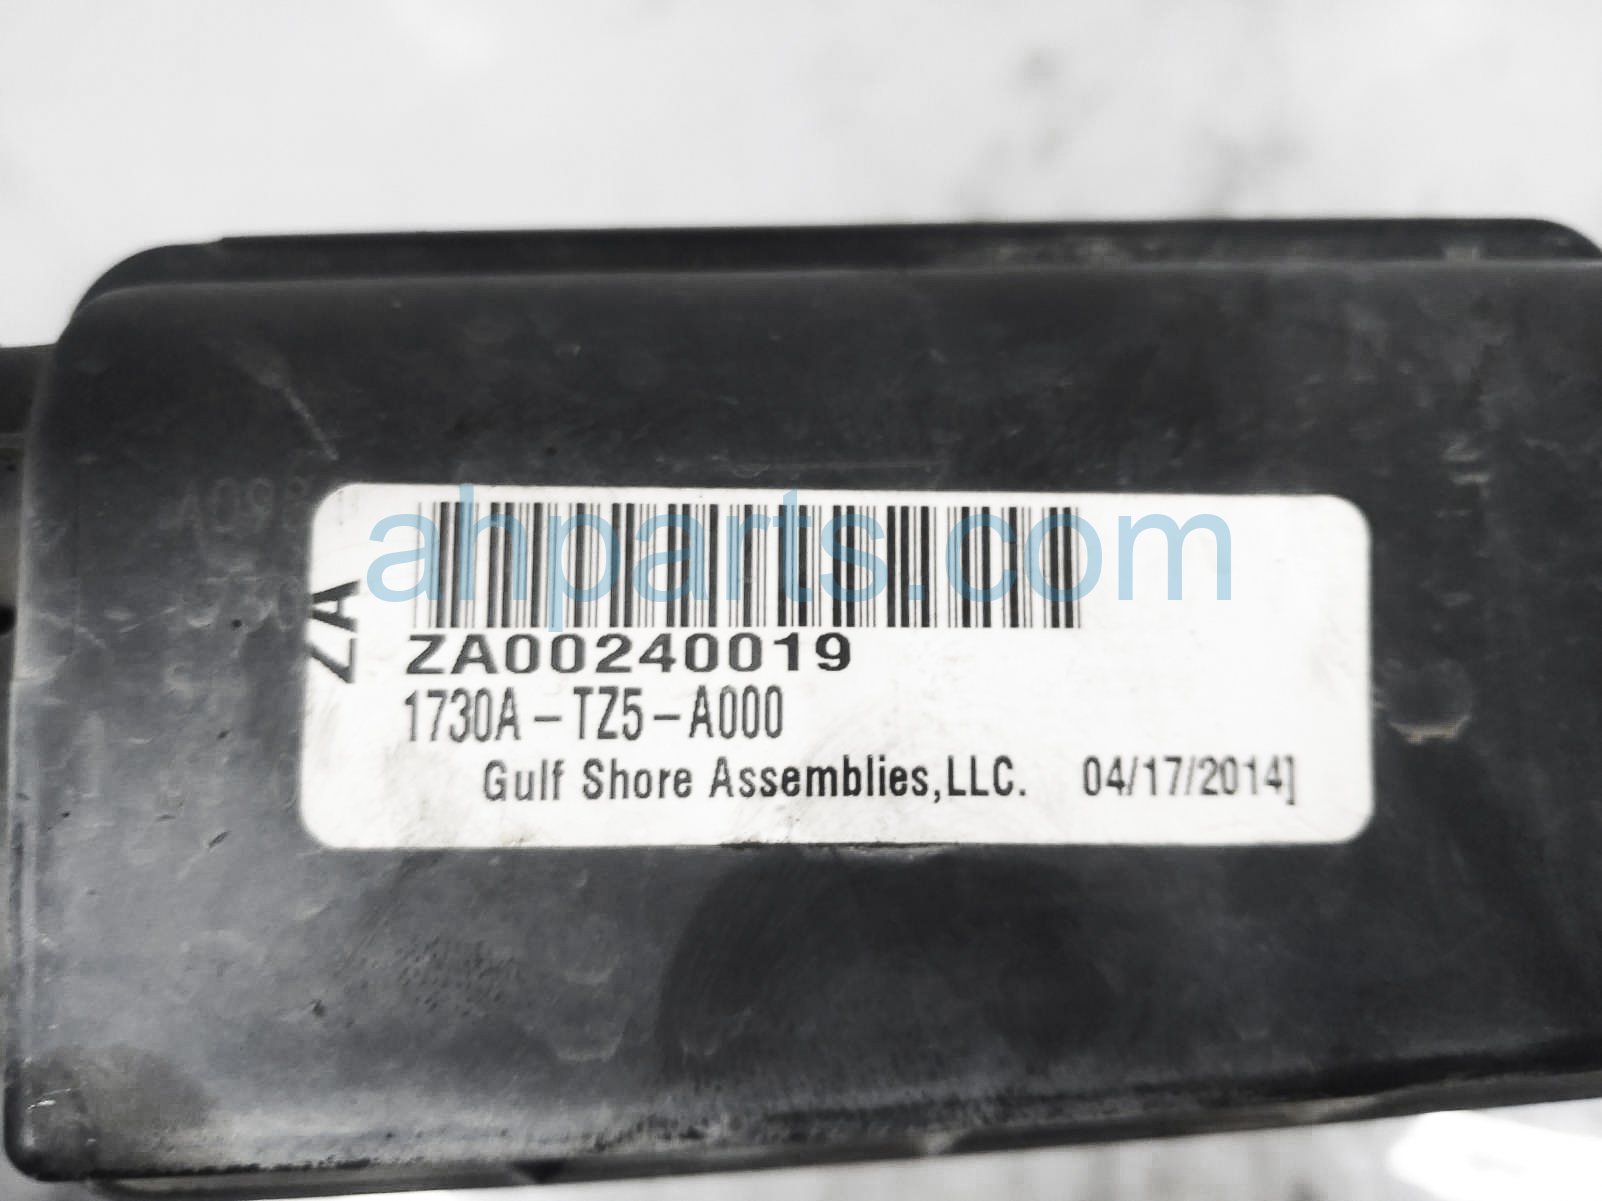 ahparts.com
ZA
ZA00240019
1730A-TZ5-A000
Gulf Shore Assemblies,LLC. 04/17/2014]